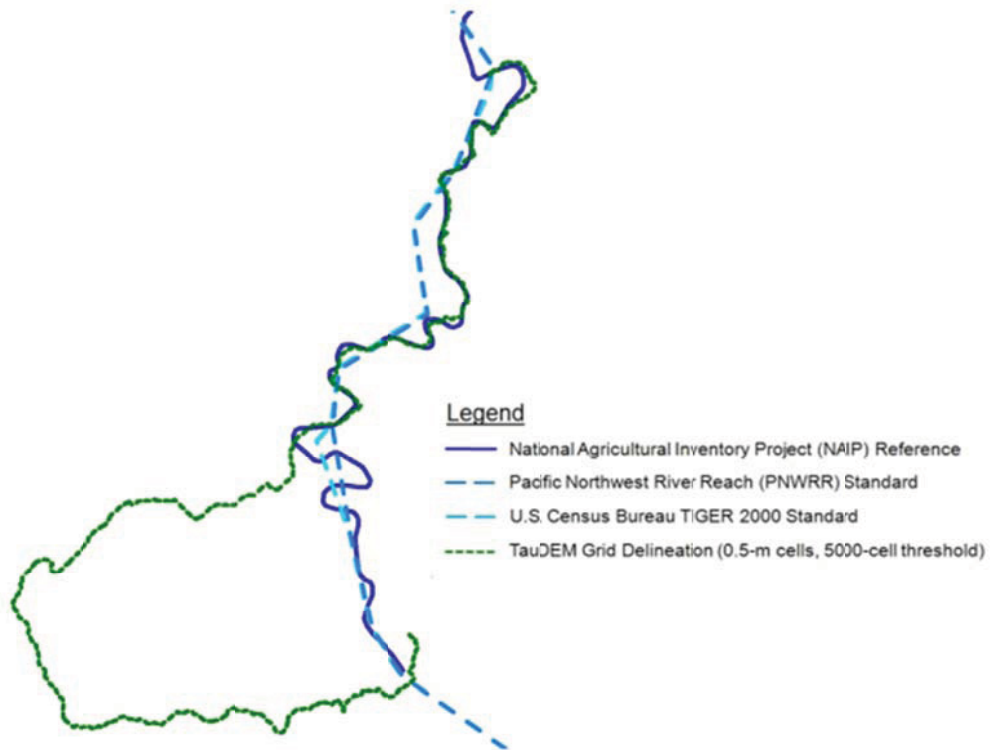 Legend
National Agricultural Inventory Project (NAIP) Reference
Pacific Northwest River Reach (PNWRR) Standard
U.S. Census Bureau TIGER 2000 Standard
TauDEM Grid Delineation (0.5-m cells, 5000-cell threshold)